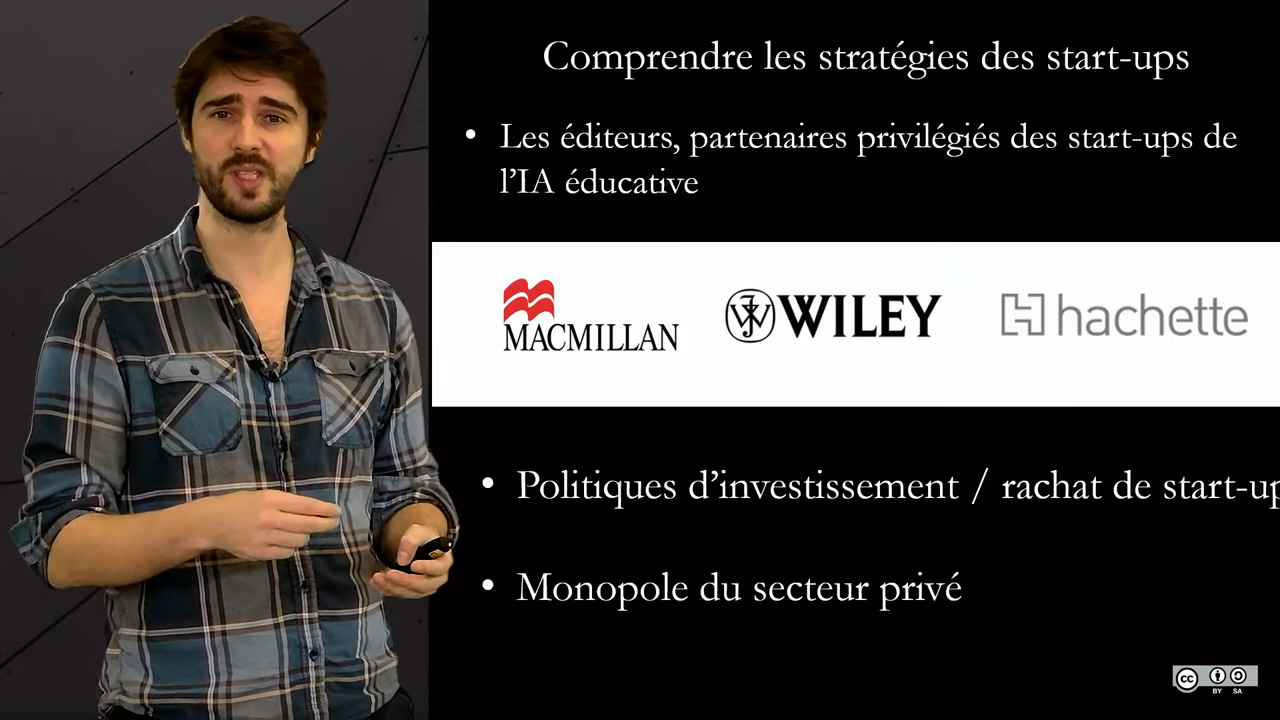 Comprendre les stratégies des start-ups
• Les éditeurs, partenaires privilégiés des start-ups de
l'IA éducative
MACMILLAN
WILEY
hachette
• Politiques d'investissement / rachat de start-up
• Monopole du secteur privé
cc
BY SA